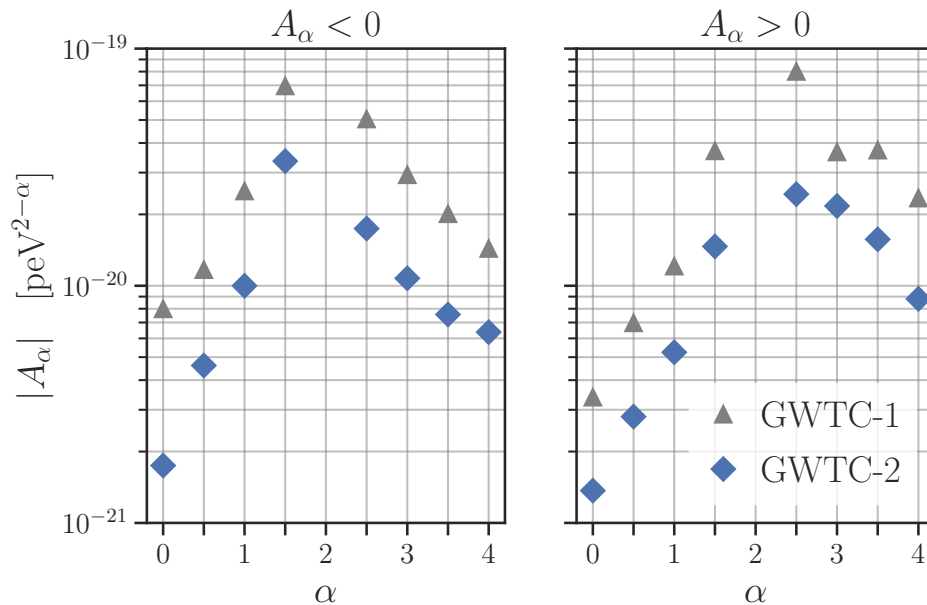 A_α < 0
A_α > 0
|A_α| [peV^{2−α}]
10^{−19}
10^{−20}
10^{−21}
0 1 2 3 4
α
0 1 2 3 4
α
GWTC-1
GWTC-2